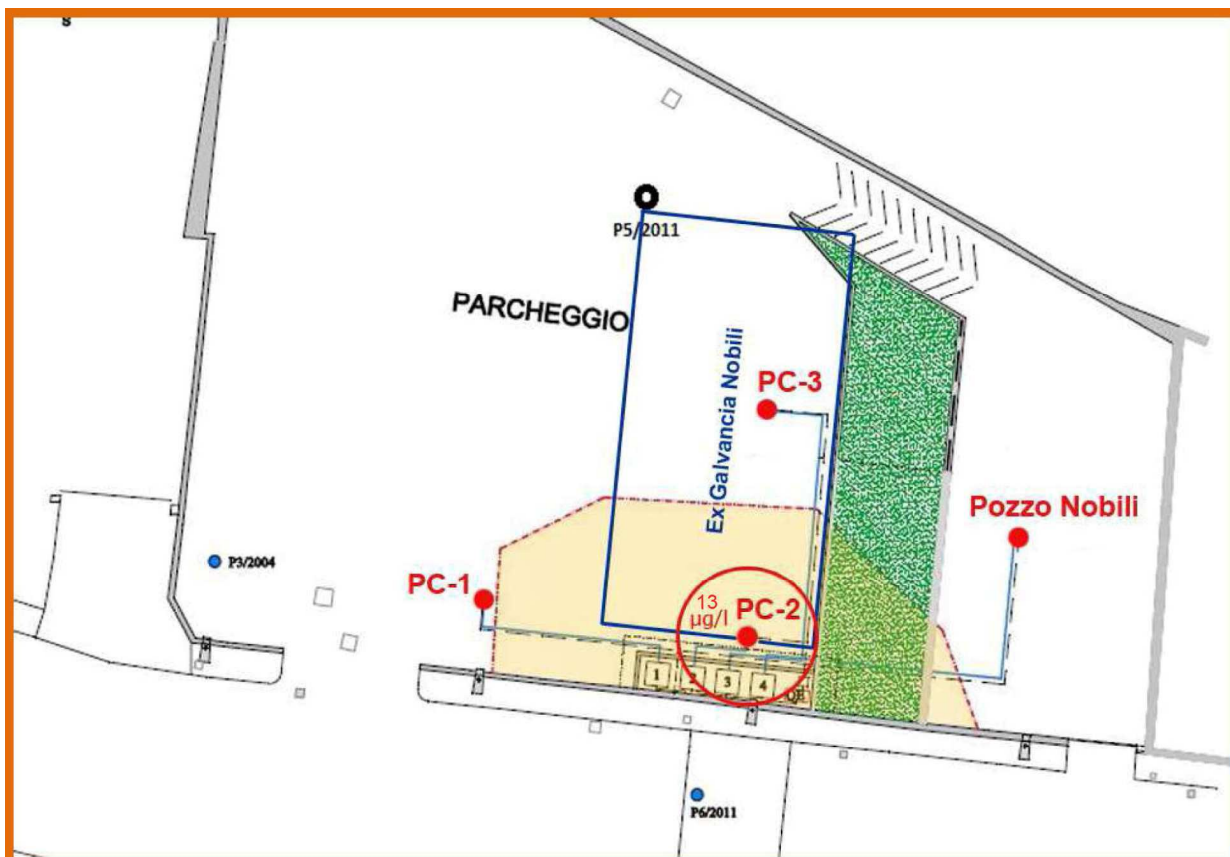 S
P5/2011
PARCHEGGIO
Ex Galvancia Nobili
PC-3
Pozzo Nobili
P3/2004
PC-1
13
µg/l
PC-2
1
2
3
4
QE
P6/2011